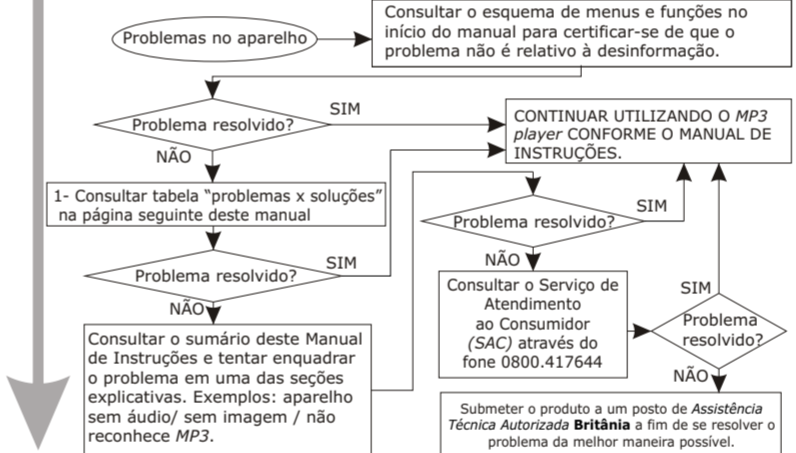 Problemas no aparelho
Consultar o esquema de menus e funções no
início do manual para certificar-se de que o
problema não é relativo à desinformação.
Problema resolvido?
SIM
NÃO
CONTINUAR UTILIZANDO O MP3
player CONFORME O MANUAL DE
INSTRUÇÕES.
1- Consultar tabela “problemas x soluções”
na página seguinte deste manual
Problema resolvido?
SIM
NÃO
Consultar o sumário deste Manual
de Instruções e tentar enquadrar
o problema em uma das seções
explicativas. Exemplos: aparelho
sem áudio/ sem imagem / não
reconhece MP3.
Problema resolvido?
SIM
NÃO
Consultar o Serviço de
Atendimento
ao Consumidor
(SAC) através do
fone 0800.417644
SIM
Problema
resolvido?
NÃO
Submeter o produto a um posto de Assistência
Técnica Autorizada Britânia a fim de se resolver o
problema da melhor maneira possível.